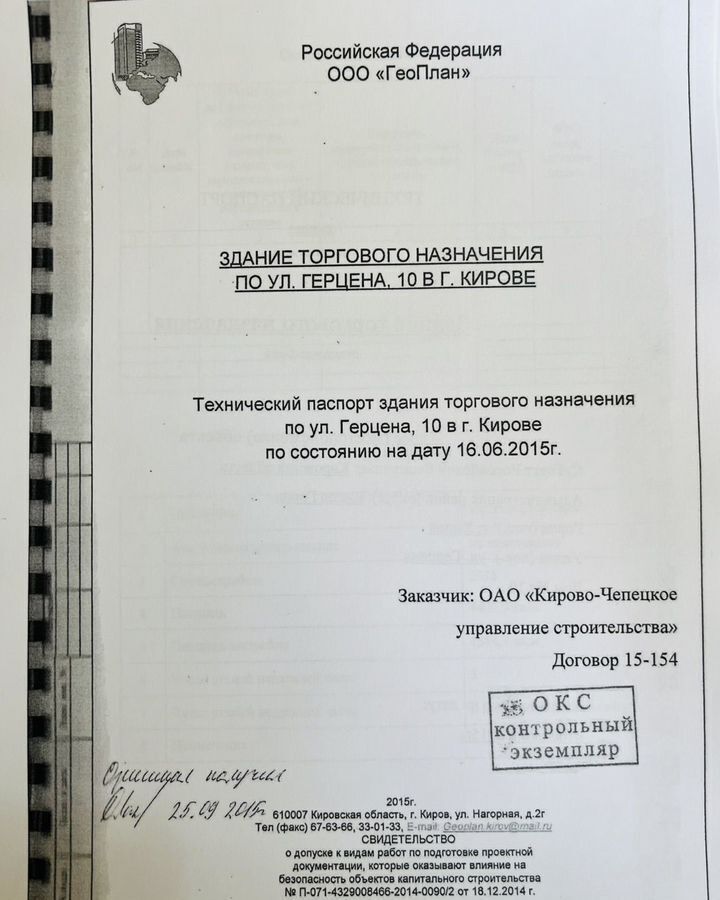 Российская Федерация
ООО «ГеоПлан»
ЗДАНИЕ ТОРГОВОГО НАЗНАЧЕНИЯ
ПО УЛ. ГЕРЦЕНА, 10 В Г. КИРОВЕ
Технический паспорт здания торгового назначения
по ул. Герцена, 10 в г. Кирове
по состоянию на дату 16.06.2015г.
Заказчик: ОАО «Кирово-Чепецкое
управление строительства»
Договор 15-154
ОКС
контрольный
экземпляр
Оригинал получил
25.09 2015г
2015г.
610007 Кировская область, г. Киров, ул. Нагорная, д.2г
Тел (факс) 67-63-66, 33-01-33, E-mail: Geoplan.kirov@mail.ru
СВИДЕТЕЛЬСТВО
о допуске к видам работ по подготовке проектной
документации, которые оказывают влияние на
безопасность объектов капитального строительства
№ П-071-4329008466-2014-0090/2 от 18.12.2014 г.